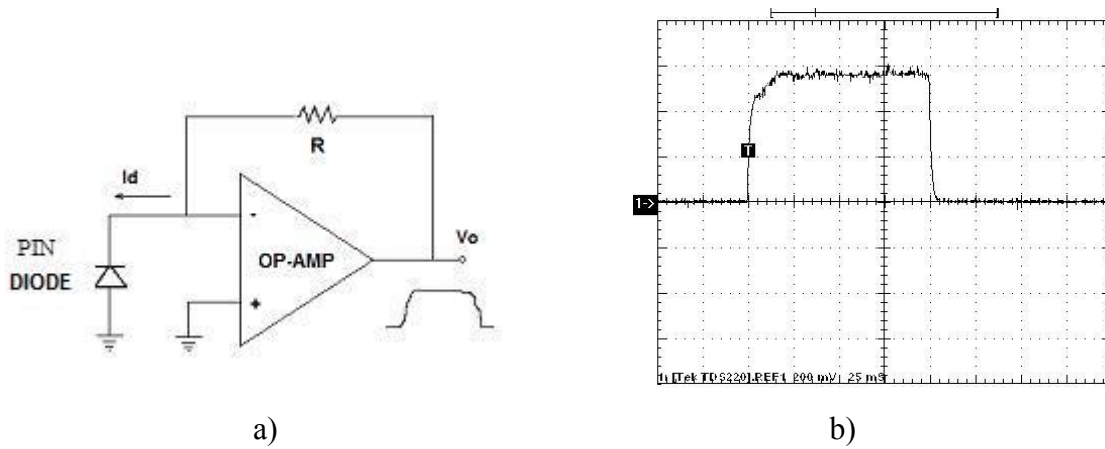 R
Id
-
PIN
DIODE
OP-AMP
+
Vo
a)
T
1->
1) [Tek TDS220].REF1 200 mV 25 mS
b)